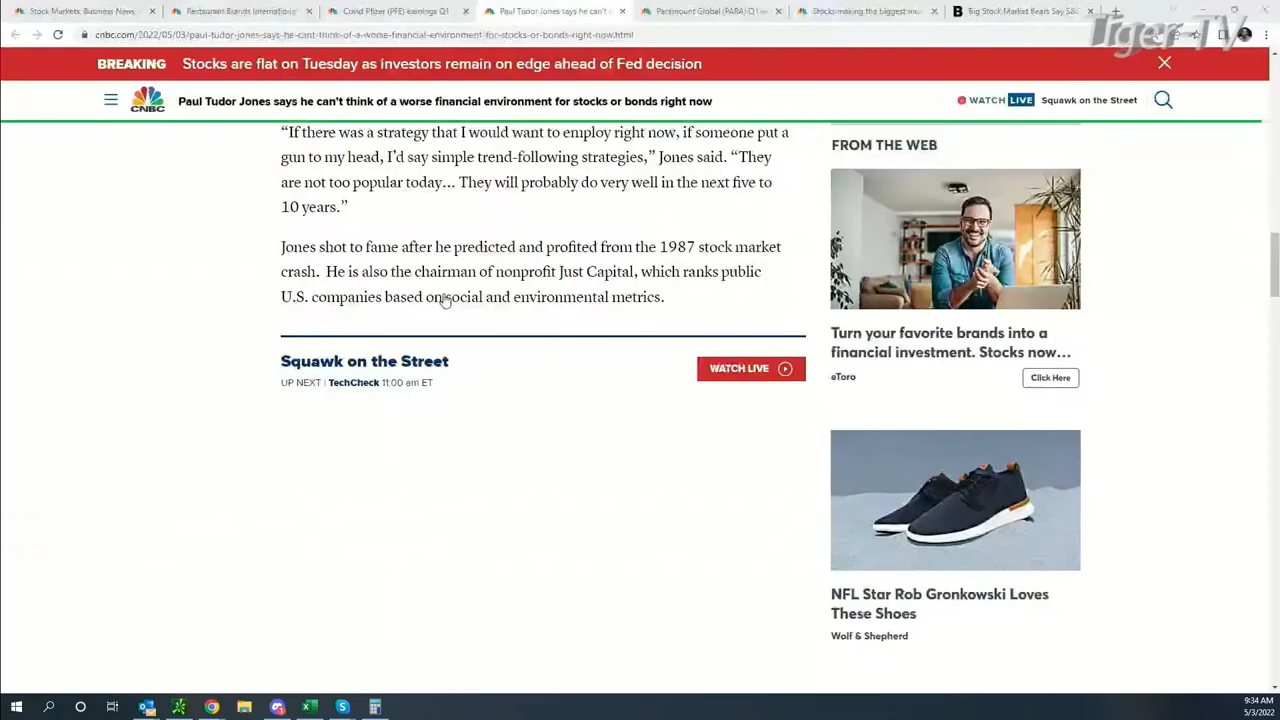 Stock Markets, Business News
Restaurant Brands Internationa
Covid Pfizer (PFE) earnings Q1
Paul Tudor Jones says he can't
Paramount Global (PARA) Q1
Stocks making the biggest
Big Stock Market Bears Say S&
Tiger TV
cnbc.com/2022/05/03/paul-tudor-jones-says-he-cant-think-of-a-worse-financial-environment-for-stocks-or-bonds-right-now.html
BREAKING Stocks are flat on Tuesday as investors remain on edge ahead of Fed decision
CNBC
Paul Tudor Jones says he can't think of a worse financial environment for stocks or bonds right now
WATCH LIVE Squawk on the Street
“If there was a strategy that I would want to employ right now, if someone put a
gun to my head, I’d say simple trend-following strategies,” Jones said. “They
are not too popular today… They will probably do very well in the next five to
10 years.”
Jones shot to fame after he predicted and profited from the 1987 stock market
crash. He is also the chairman of nonprofit Just Capital, which ranks public
U.S. companies based on social and environmental metrics.
Squawk on the Street
UP NEXT | TechCheck 11:00 am ET
WATCH LIVE
FROM THE WEB
Turn your favorite brands into a
financial investment. Stocks now…
eToro
Click Here
NFL Star Rob Gronkowski Loves
These Shoes
Wolf & Shepherd
9:34 AM
5/3/2022